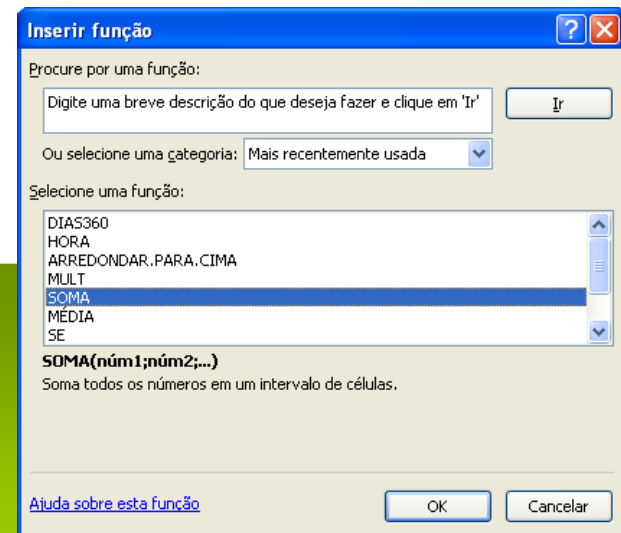 Inserir função
Procure por uma função:
Digite uma breve descrição do que deseja fazer e clique em 'Ir'
Ir
Ou selecione uma categoria: Mais recentemente usada
Selecione uma função:
DIAS360
HORA
ARREDONDAR.PARA.CIMA
MULT
SOMA
MÉDIA
SE
SOMA(núm1;núm2;...)
Soma todos os números em um intervalo de células.
Ajuda sobre esta função
OK
Cancelar